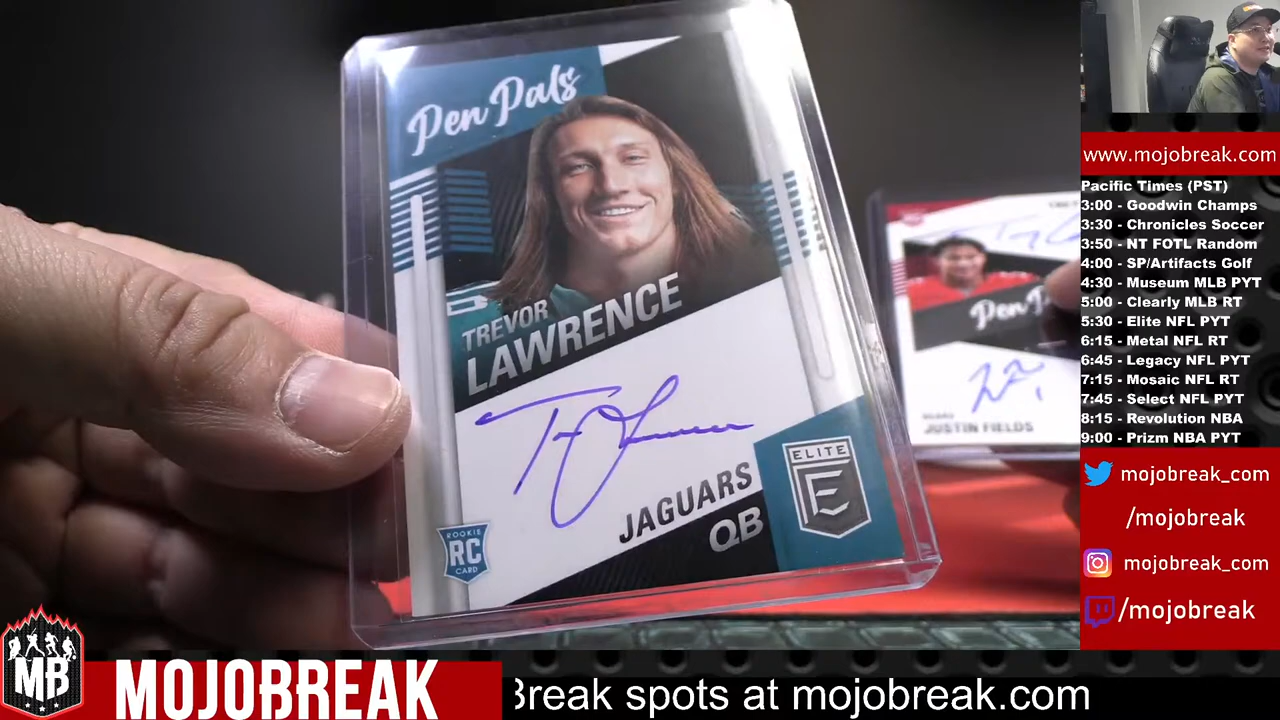 Pen Pals
TREVOR
LAWRENCE
JAGUARS
QB
ELITE
E
ROOKIE
RC
CARD
JUSTIN FIELDS
www.mojobreak.com
Pacific Times (PST)
3:00 - Goodwin Champs
3:30 - Chronicles Soccer
3:50 - NT FOTL Random
4:00 - SP/Artifacts Golf
4:30 - Museum MLB PYT
5:00 - Clearly MLB RT
5:30 - Elite NFL PYT
6:15 - Metal NFL RT
6:45 - Legacy NFL PYT
7:15 - Mosaic NFL RT
7:45 - Select NFL PYT
8:15 - Revolution NBA
9:00 - Prizm NBA PYT
mojobreak_com
/mojobreak
mojobreak_com
/mojobreak
MB
MOJOBREAK
Break spots at mojobreak.com